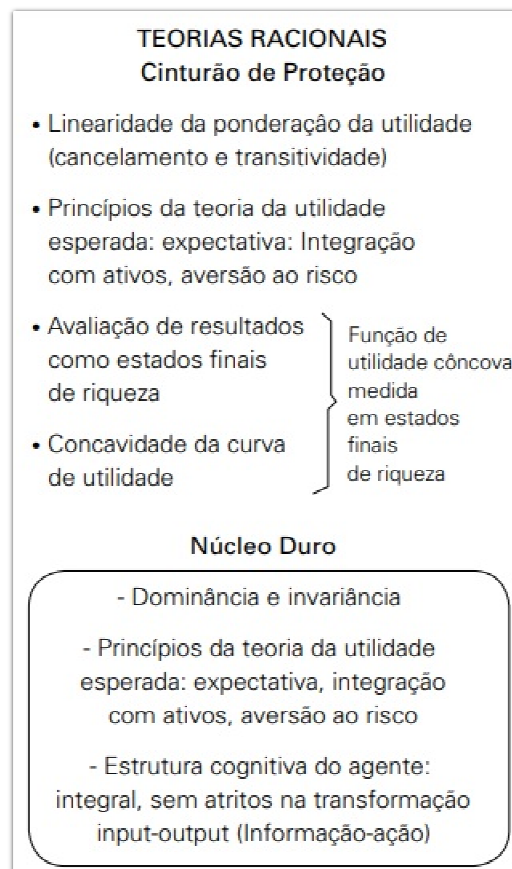 TEORIAS RACIONAIS
Cinturão de Proteção
• Linearidade da ponderaçâo da utilidade
(cancelamento e transitividade)
• Princípios da teoria da utilidade
esperada: expectativa: Integração
com ativos, aversão ao risco
• Avaliação de resultados
como estados finais
de riqueza
• Concavidade da curva
de utilidade
Função de
utilidade côncova
medida
em estados
finais
de riqueza
Núcleo Duro
- Dominância e invariância
- Princípios da teoria da utilidade
esperada: expectativa, integração
com ativos, aversão ao risco
- Estrutura cognitiva do agente:
integral, sem atritos na transformação
input-output (Informação-ação)